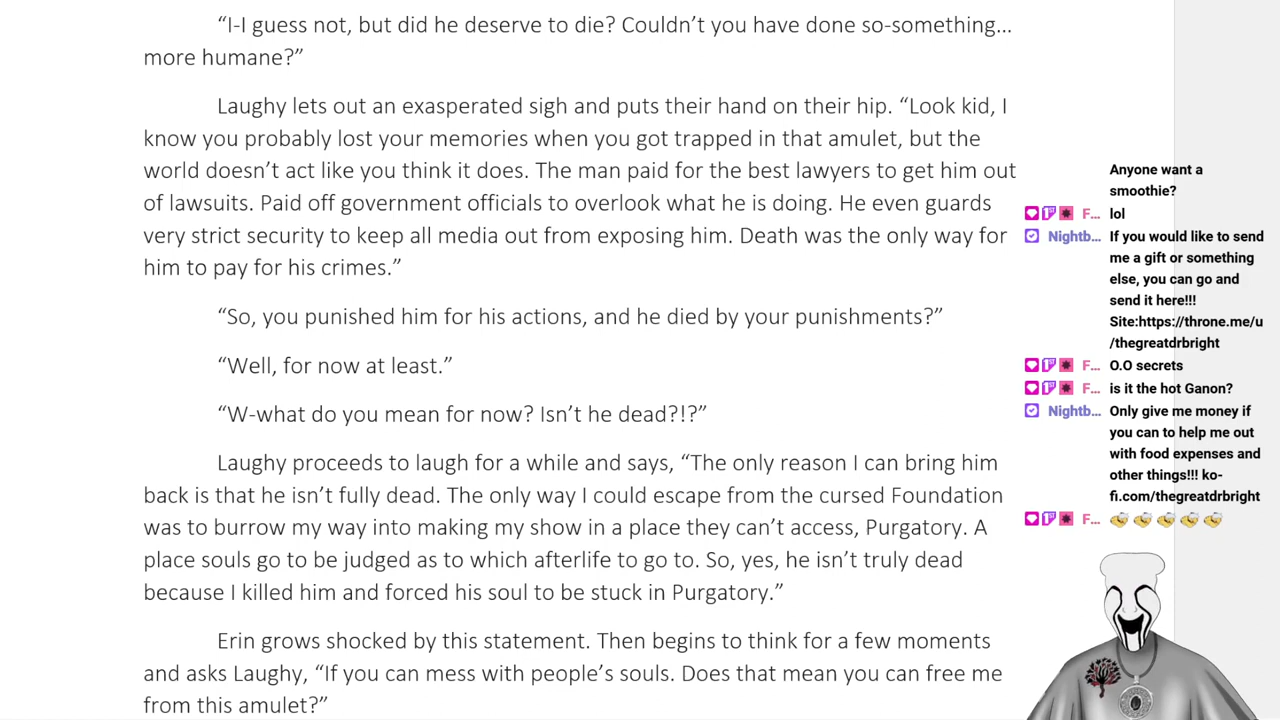 “I-I guess not, but did he deserve to die? Couldn’t you have done so-something…
more humane?”
Laughy lets out an exasperated sigh and puts their hand on their hip. “Look kid, I
know you probably lost your memories when you got trapped in that amulet, but the
world doesn’t act like you think it does. The man paid for the best lawyers to get him out
of lawsuits. Paid off government officials to overlook what he is doing. He even guards
very strict security to keep all media out from exposing him. Death was the only way for
him to pay for his crimes.”
“So, you punished him for his actions, and he died by your punishments?”
“Well, for now at least.”
“W-what do you mean for now? Isn’t he dead?!?”
Laughy proceeds to laugh for a while and says, “The only reason I can bring him
back is that he isn’t fully dead. The only way I could escape from the cursed Foundation
was to burrow my way into making my show in a place they can’t access, Purgatory. A
place souls go to be judged as to which afterlife to go to. So, yes, he isn’t truly dead
because I killed him and forced his soul to be stuck in Purgatory.”
Erin grows shocked by this statement. Then begins to think for a few moments
and asks Laughy, “If you can mess with people’s souls. Does that mean you can free me
from this amulet?”
Anyone want a
smoothie?
F… lol
Nightb… If you would like to send
me a gift or something
else, you can go and
send it here!!!
Site:https://throne.me/u
/thegreatdrbright
F… O.O secrets
F… is it the hot Ganon?
Nightb… Only give me money if
you can to help me out
with food expenses and
other things!!! ko-
fi.com/thegreatdrbright
F…